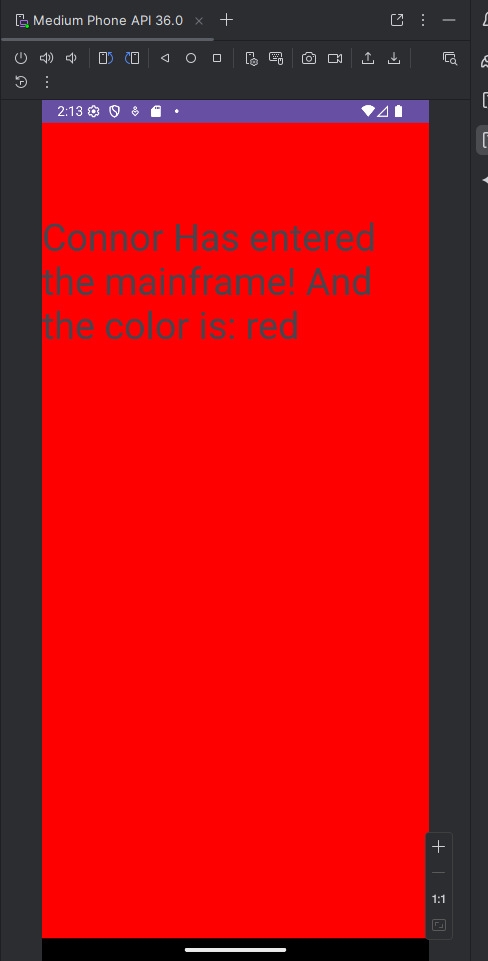 Medium Phone API 36.0
2:13
Connor Has entered
the mainframe! And
the color is: red
1:1